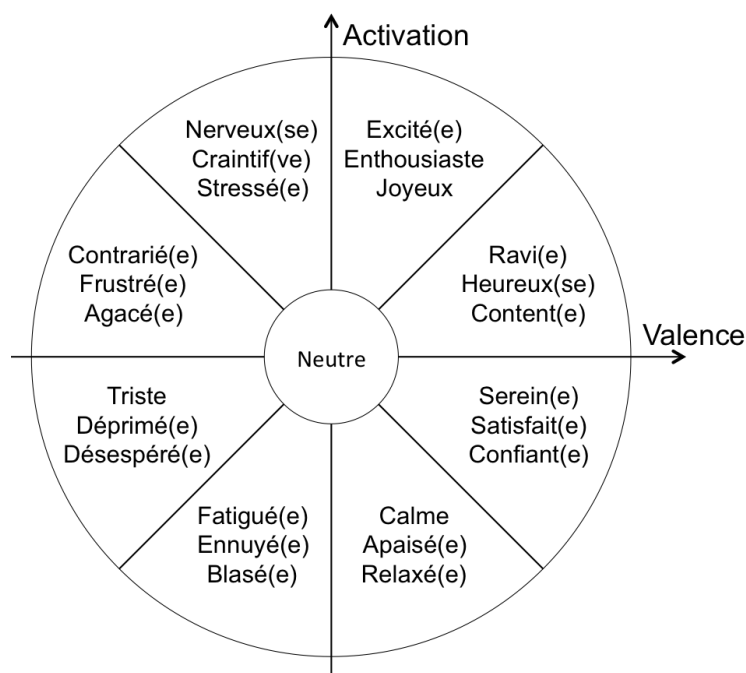 Activation
Nerveux(se)
Craintif(ve)
Stressé(e)
Excité(e)
Enthousiaste
Joyeux
Contrarié(e)
Frustré(e)
Agacé(e)
Ravi(e)
Heureux(se)
Content(e)
Valence
Neutre
Triste
Déprimé(e)
Désespéré(e)
Serein(e)
Satisfait(e)
Confiant(e)
Fatigué(e)
Ennuyé(e)
Blasé(e)
Calme
Apaisé(e)
Relaxé(e)